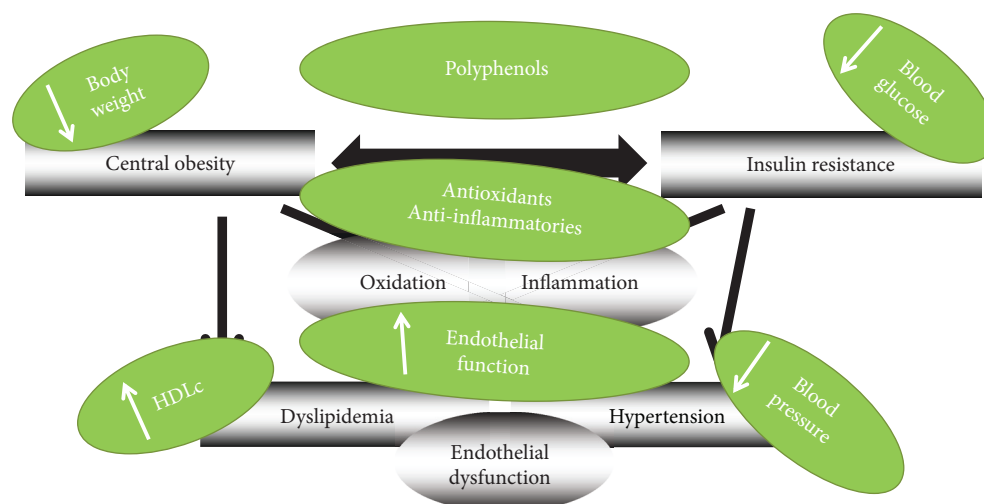 Polyphenols
Body
weight
Blood
glucose
Central obesity
Insulin resistance
Antioxidants
Anti-inflammatories
Oxidation
Inflammation
Endothelial
function
HDLc
Blood
pressure
Dyslipidemia
Hypertension
Endothelial
dysfunction